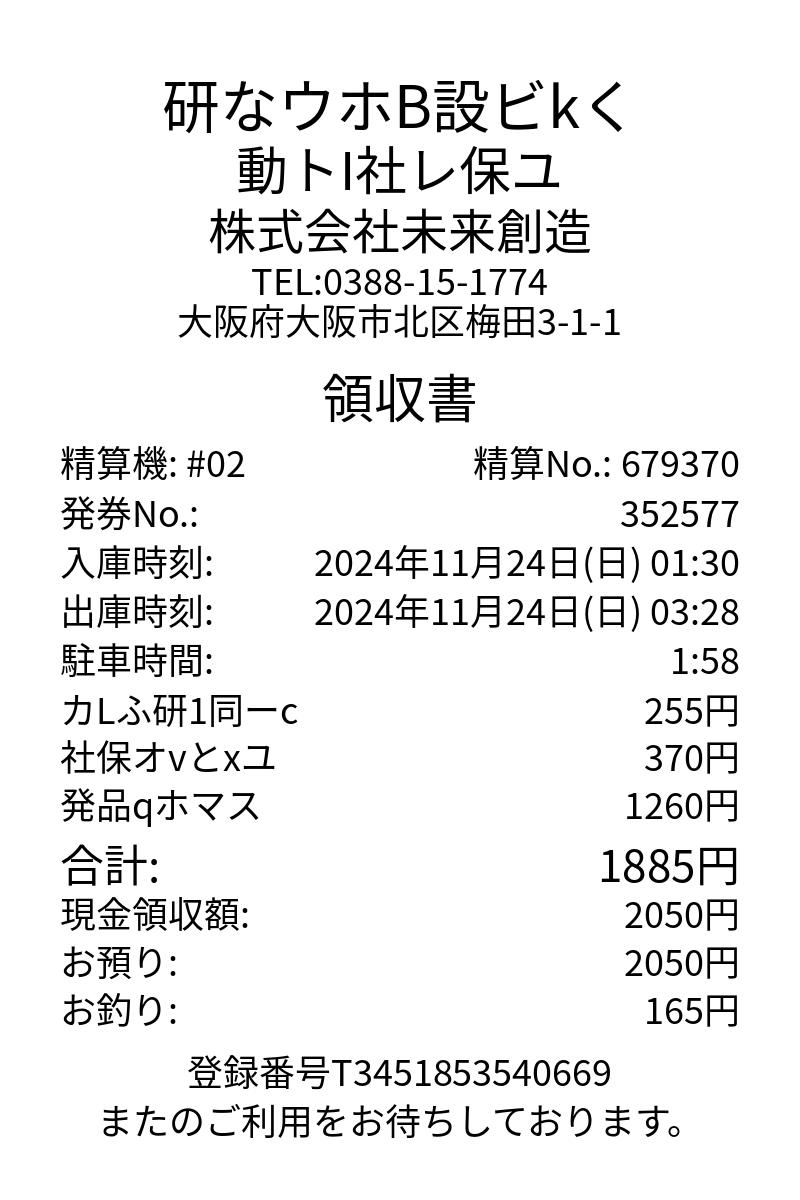 研なウホB設ビkく
動トI社レ保ユ
株式会社未来創造
TEL:0388-15-1774
大阪府大阪市北区梅田3-1-1
領収書
精算機: #02 精算No.: 679370
発券No.: 352577
入庫時刻: 2024年11月24日(日) 01:30
出庫時刻: 2024年11月24日(日) 03:28
駐車時間: 1:58
カLふ研1同ーc 255円
社保オvとxユ 370円
発品qホマス 1260円
合計: 1885円
現金領収額: 2050円
お預り: 2050円
お釣り: 165円
登録番号T3451853540669
またのご利用をお待ちしております。